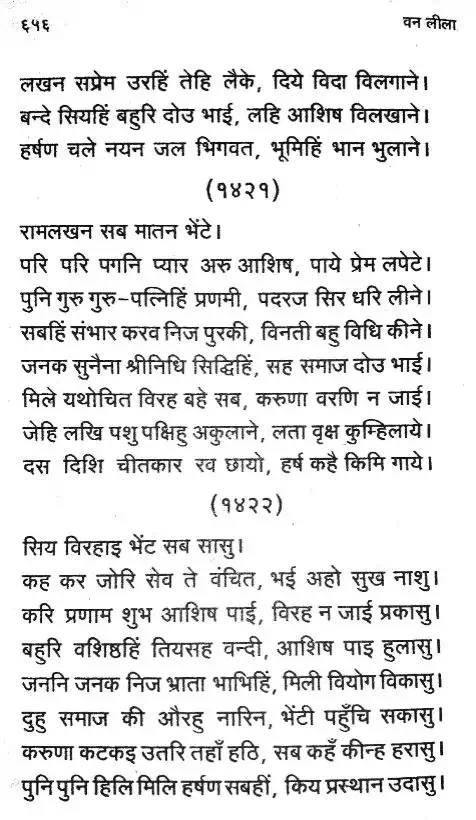 ६५६
वन लीला
लखन सप्रेम उरहिं तेहि लैके, दिये विदा विलगाने।
बन्दे सियहिं बहुरि दोउ भाई, लहि आशिष विलखाने।
हर्षण चले नयन जल भिगवत, भूमिहिं भान भुलाने।
(१४२१)
रामलखन सब मातन भेंटे।
परि परि पगनि प्यार अरु आशिष, पाये प्रेम लपेटे।
पुनि गुरु गुरु-पत्निहिं प्रणमी, पदरज सिर धरि लीने।
सबहिं संभार करव निज पुरकी, विनती बहु विधि कीने।
जनक सुनैना श्रीनिधि सिद्धिहिं, सह समाज दोउ भाई।
मिले यथोचित विरह बहे सब, करुणा वरणि न जाई।
जेहि लखि पशु पक्षिहु अकुलाने, लता वृक्ष कुम्हिलाये।
दस दिशि चीतकार रव छायो, हर्ष कहै किमि गाये।
(१४२२)
सिय विरहाइ भेंट सब सासु।
कह कर जोरि सेव ते वंचित, भई अहो सुख नाशु।
करि प्रणाम शुभ आशिष पाई, विरह न जाई प्रकासु।
बहुरि वशिष्ठहिं तियसह वन्दी, आशिष पाइ हुलासु।
जननि जनक निज भ्राता भाभिहिं, मिली वियोग विकासु।
दुहु समाज की औरहु नारिन, भेंटी पहुँचि सकासु।
करुणा कटकइ उतरि तहाँ हठि, सब कहँ कीन्ह हरासु।
पुनि पुनि हिलि मिलि हर्षण सबहीं, किय प्रस्थान उदासु।